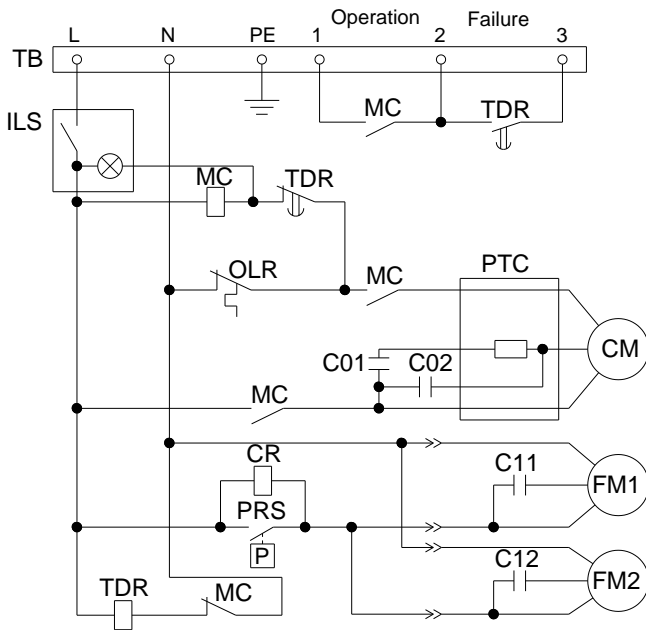 Operation Failure
L N PE 1 2 3
TB
MC TDR
ILS
MC TDR
OLR MC PTC
CM
C01 C02
MC
CR C11
FM1
PRS
P
C12
TDR MC FM2